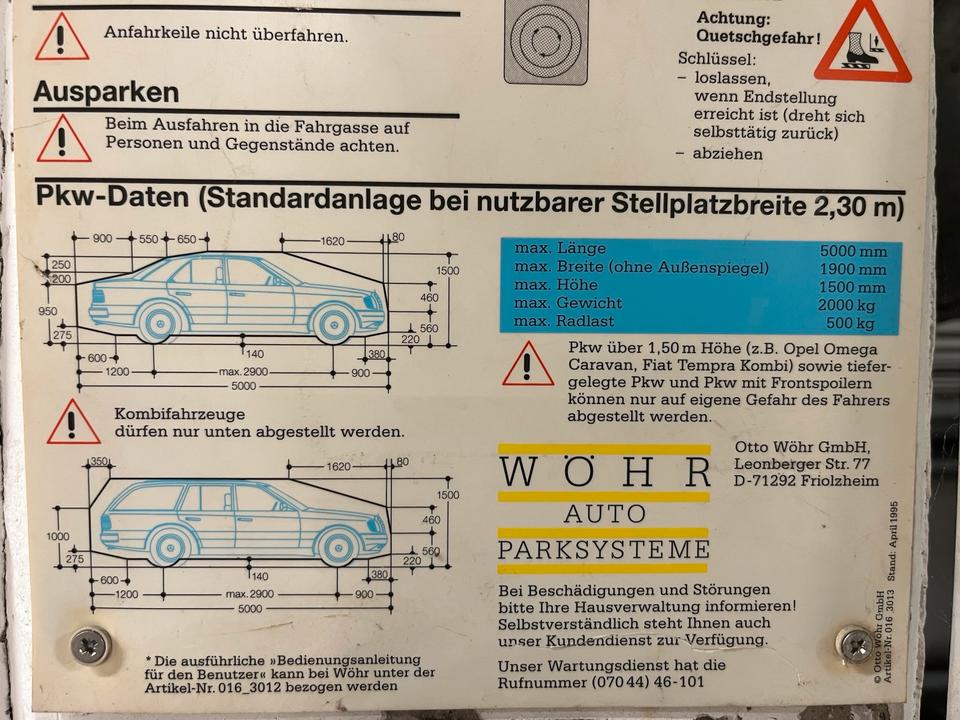 Anfahrkeile nicht überfahren.
Ausparken
Beim Ausfahren in die Fahrgasse auf
Personen und Gegenstände achten.
Achtung:
Quetschgefahr!
Schlüssel:
– loslassen,
wenn Endstellung
erreicht ist (dreht sich
selbsttätig zurück)
– abziehen
Pkw-Daten (Standardanlage bei nutzbarer Stellplatzbreite 2,30 m)
900 550 650 1620 80
250
200
950
275
1500
460
560
220
600 140 380
1200 max.2900 900
5000
max. Länge 5000 mm
max. Breite (ohne Außenspiegel) 1900 mm
max. Höhe 1500 mm
max. Gewicht 2000 kg
max. Radlast 500 kg
Pkw über 1,50 m Höhe (z.B. Opel Omega
Caravan, Fiat Tempra Kombi) sowie tiefer-
gelegte Pkw und Pkw mit Frontspoilern
können nur auf eigene Gefahr des Fahrers
abgestellt werden.
Kombifahrzeuge
dürfen nur unten abgestellt werden.
350 1620 80
1000
275
1500
460
560
220
600 140 380
1200 max.2900 900
5000
WÖHR
AUTO
PARKSYSTEME
Otto Wöhr GmbH,
Leonberger Str. 77
D-71292 Friolzheim
Bei Beschädigungen und Störungen
bitte Ihre Hausverwaltung informieren!
Selbstverständlich steht Ihnen auch
unser Kundendienst zur Verfügung.
Unser Wartungsdienst hat die
Rufnummer (070 44) 46-101
* Die ausführliche »Bedienungsanleitung
für den Benutzer« kann bei Wöhr unter der
Artikel-Nr. 016_3012 bezogen werden
© Otto Wöhr GmbH
Artikel-Nr. 016_3013 Stand: April 1995